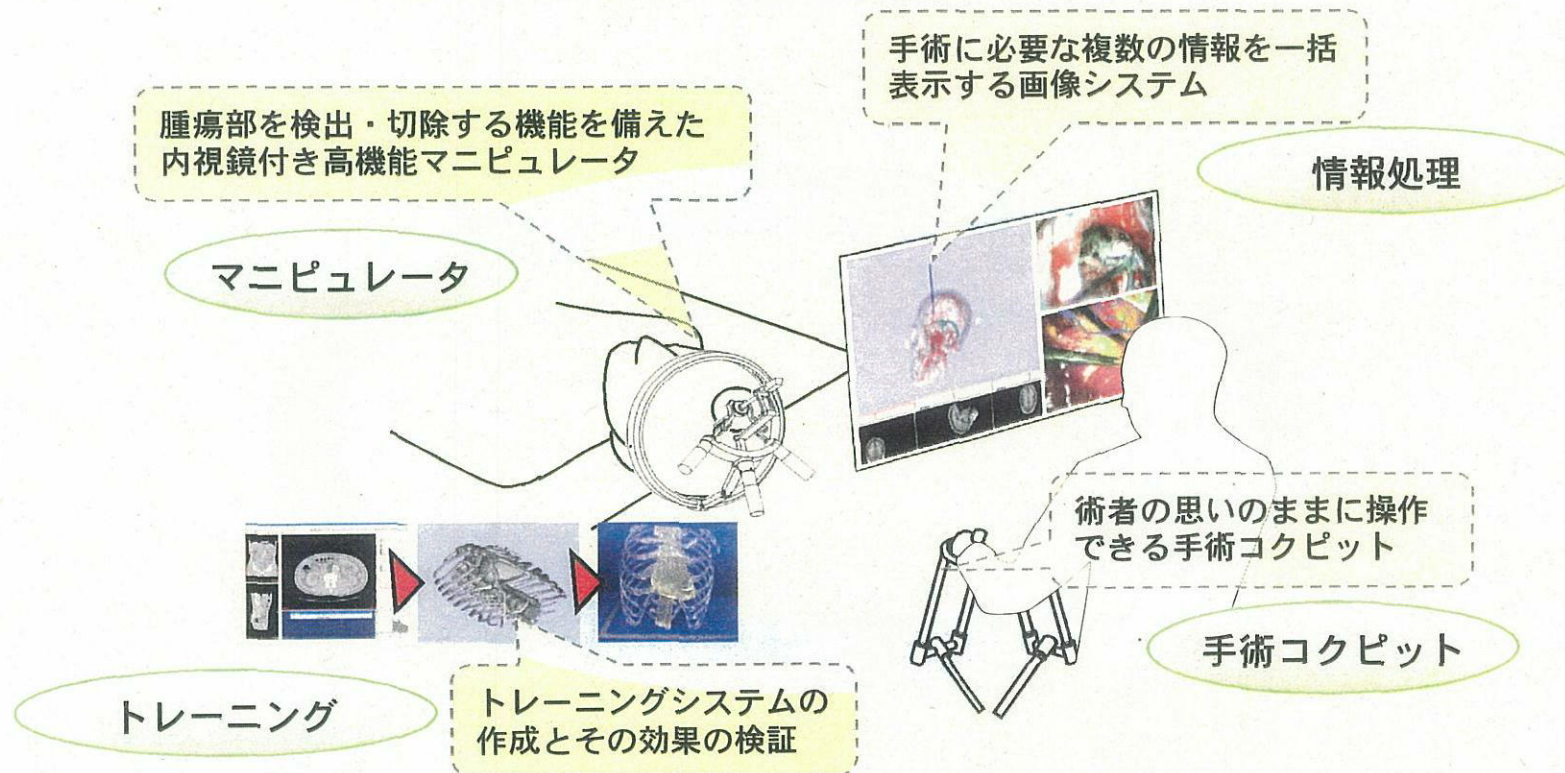 手術に必要な複数の情報を一括
表示する画像システム
情報処理
腫瘍部を検出・切除する機能を備えた
内視鏡付き高機能マニピュレータ
マニピュレータ
術者の思いのままに操作
できる手術コクピット
手術コクピット
トレーニング
トレーニングシステムの
作成とその効果の検証